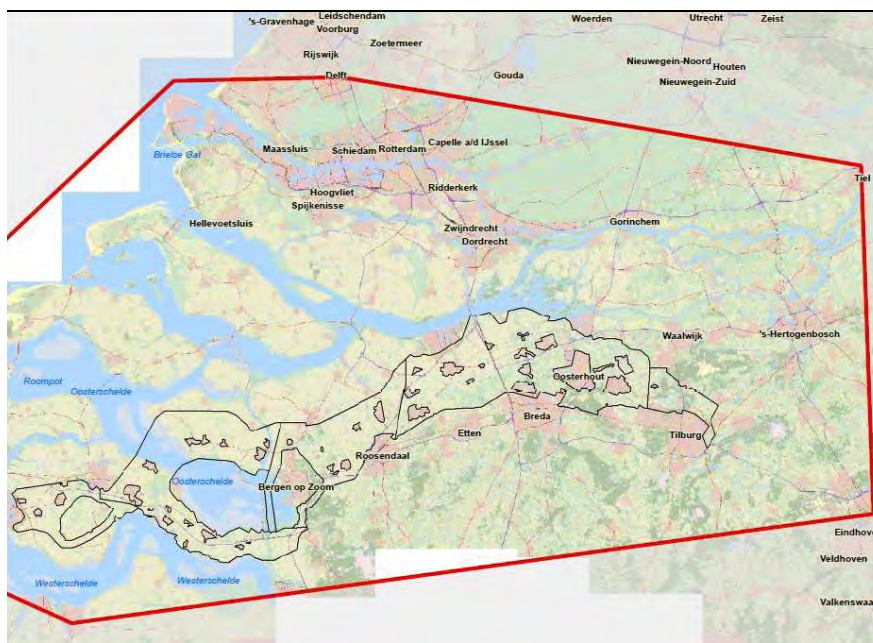 Leidschendam
Woerden
Utrecht
Zeist
's-Gravenhage
Voorburg
Zoetermeer
Rijswijk
Nieuwegein-Noord
Houten
Delft
Gouda
Nieuwegein-Zuid
Brielse Gat
Maassluis
Schiedam
Rotterdam
Capelle a/d IJssel
Tiel
Hoogvliet
Ridderkerk
Spijkenisse
Hellevoetsluis
Zwijndrecht
Gorinchem
Dordrecht
Waalwijk
's-Hertogenbosch
Roompot
Oosterschelde
Oosterhout
Breda
Etten
Tilburg
Roosendaal
Oosterschelde
Bergen op Zoom
Eindhove
Veldhoven
Westerschelde
Westerschelde
Valkenswaa